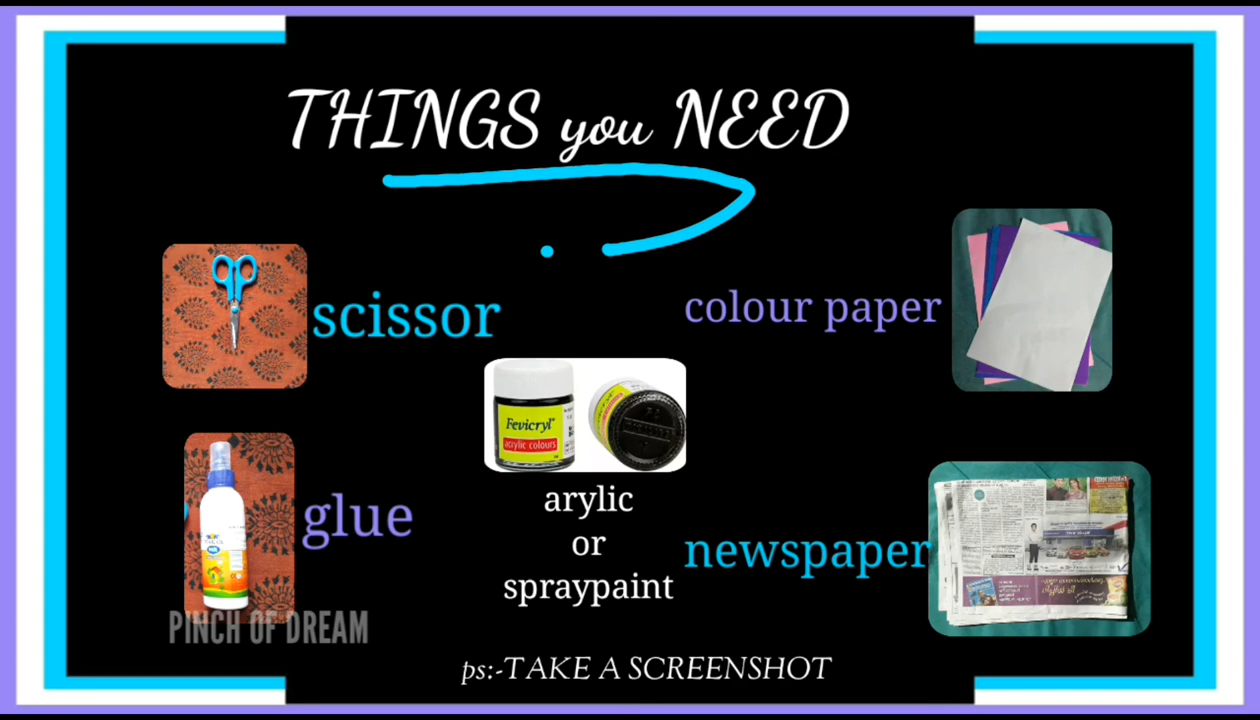 THINGS you NEED
scissor
colour paper
Fevicryl
acrylic colours
arylic
or
spraypaint
glue
newspaper
PINCH OF DREAM
ps:-TAKE A SCREENSHOT